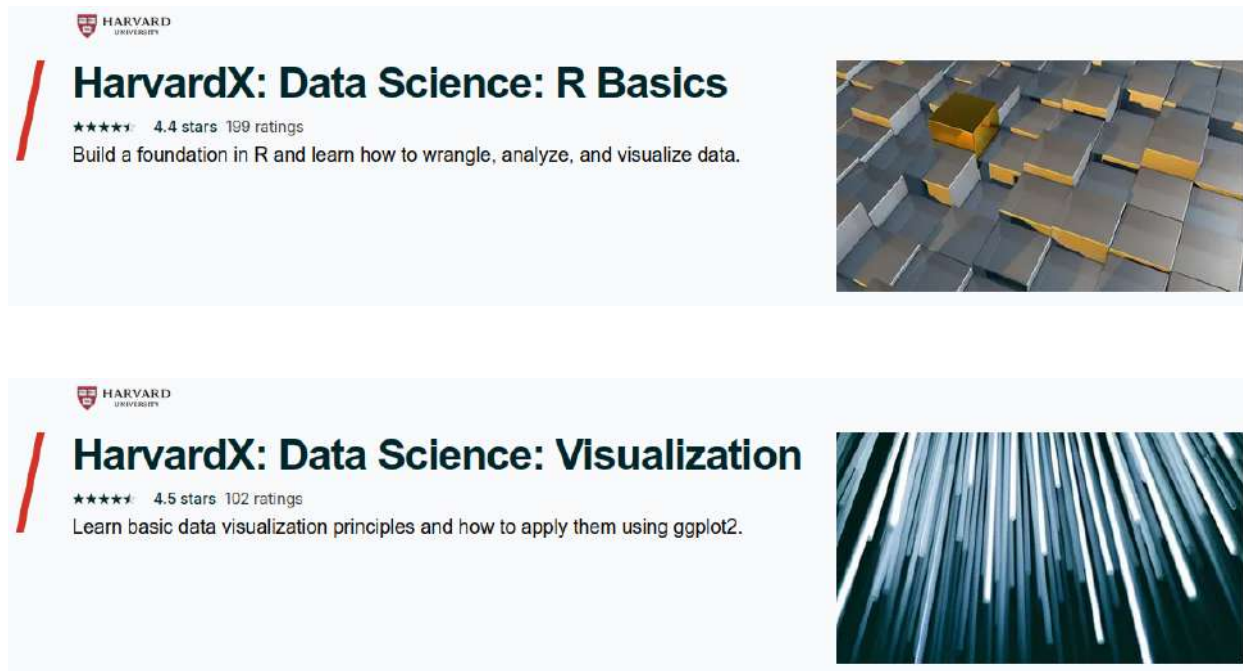 HARVARD
UNIVERSITY
HarvardX: Data Science: R Basics
4.4 stars 199 ratings
Build a foundation in R and learn how to wrangle, analyze, and visualize data.
HARVARD
UNIVERSITY
HarvardX: Data Science: Visualization
4.5 stars 102 ratings
Learn basic data visualization principles and how to apply them using ggplot2.